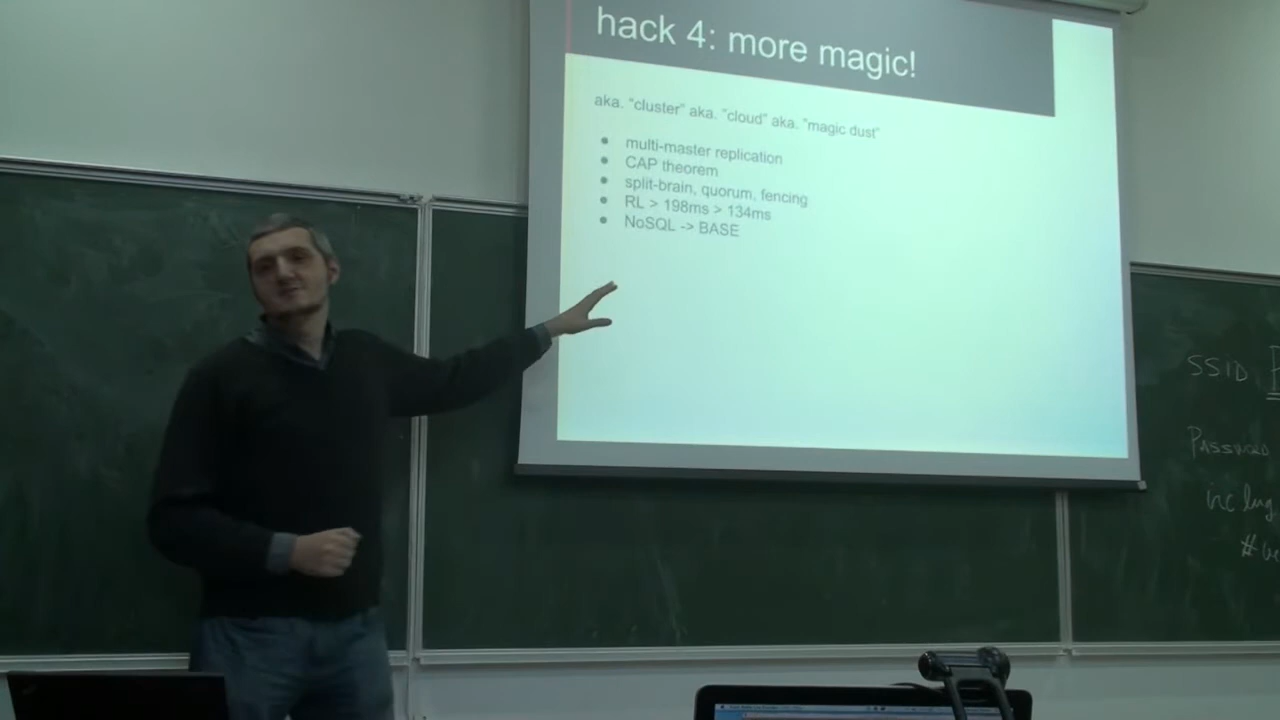 hack 4: more magic!
aka. "cluster" aka. "cloud" aka. "magic dust"
• multi-master replication
• CAP theorem
• split-brain, quorum, fencing
• RL > 198ms > 134ms
• NoSQL -> BASE
SSID
PASSWORD